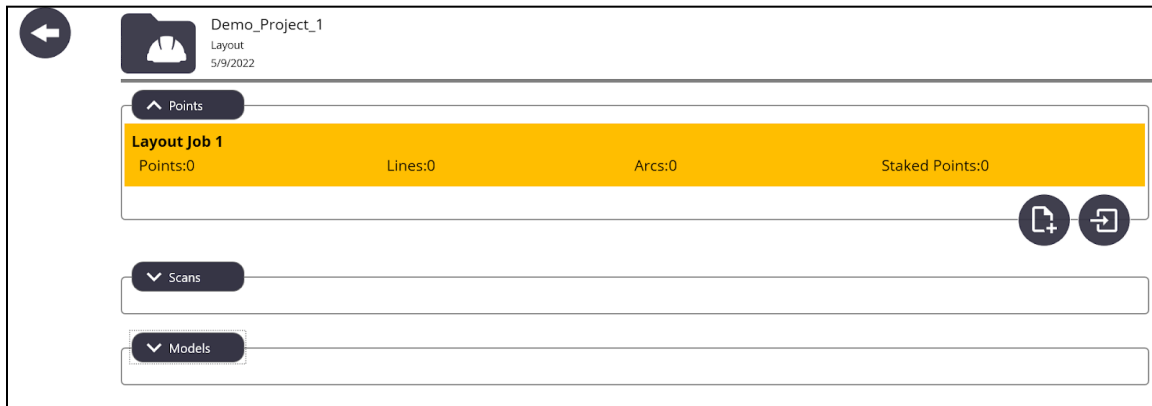 Demo_Project_1
Layout
5/9/2022
Points
Layout Job 1
Points:0 Lines:0 Arcs:0 Staked Points:0
Scans
Models